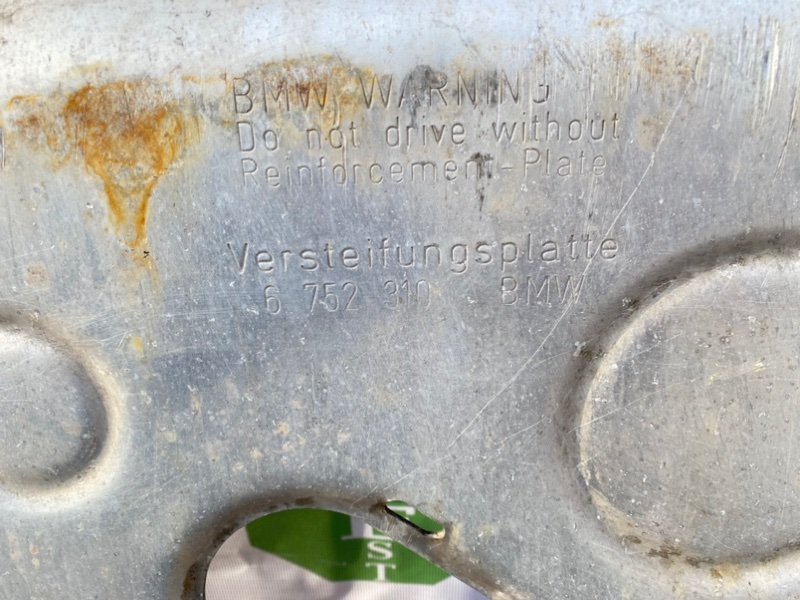 BMW WARNING
Do not drive without
Reinforcement-Plate
Versteifungsplatte
6 752 310 BMW